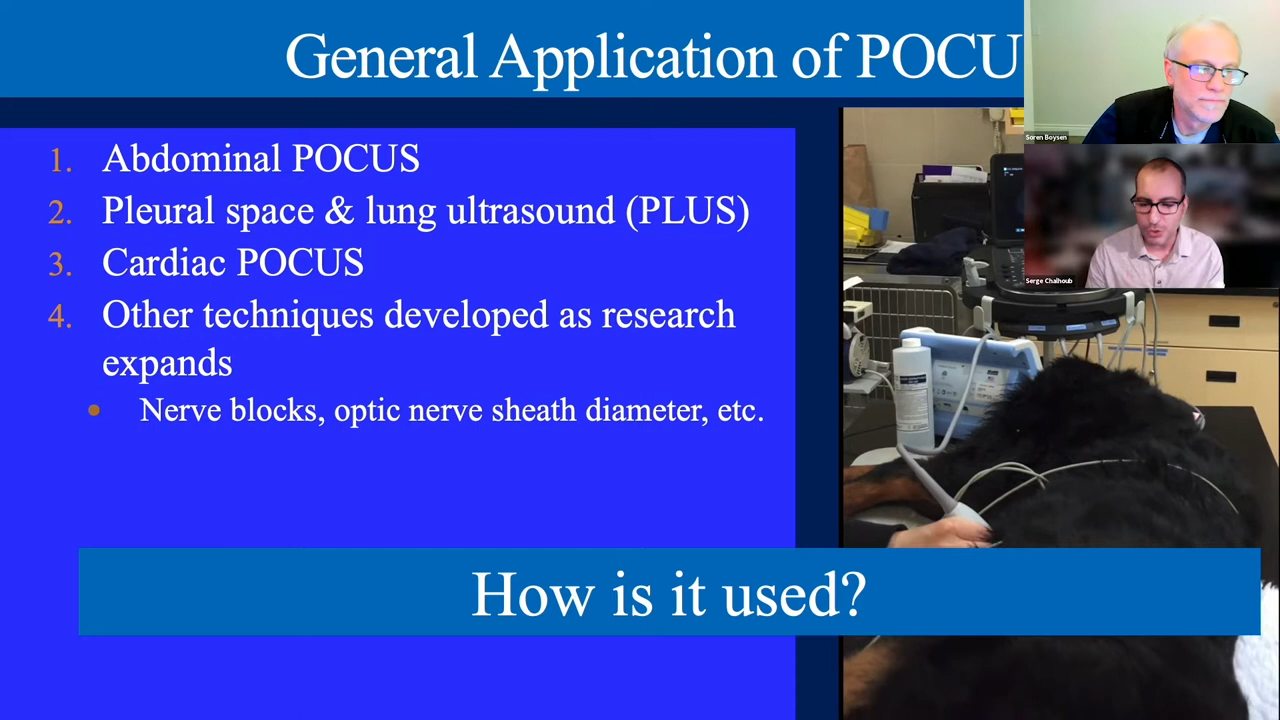 General Application of POCU
Soren Boysen
1. Abdominal POCUS
2. Pleural space & lung ultrasound (PLUS)
3. Cardiac POCUS
Serge Chalhoub
4. Other techniques developed as research
expands
• Nerve blocks, optic nerve sheath diameter, etc.
How is it used?